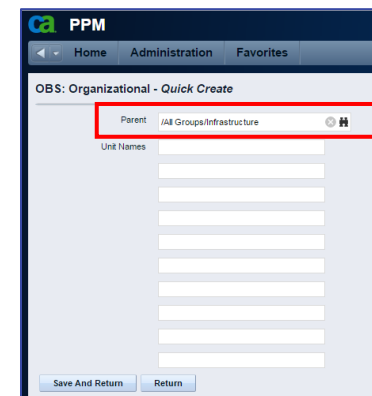 ca PPM
Home Administration Favorites
OBS: Organizational - Quick Create
Parent /All Groups/Infrastructure
Unit Names
Save And Return Return